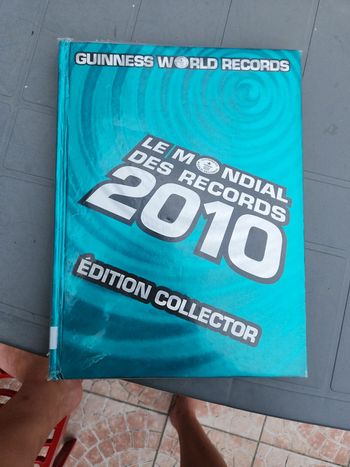 GUINNESS WORLD RECORDS
LE MONDIAL
DES RECORDS
2010
ÉDITION COLLECTOR